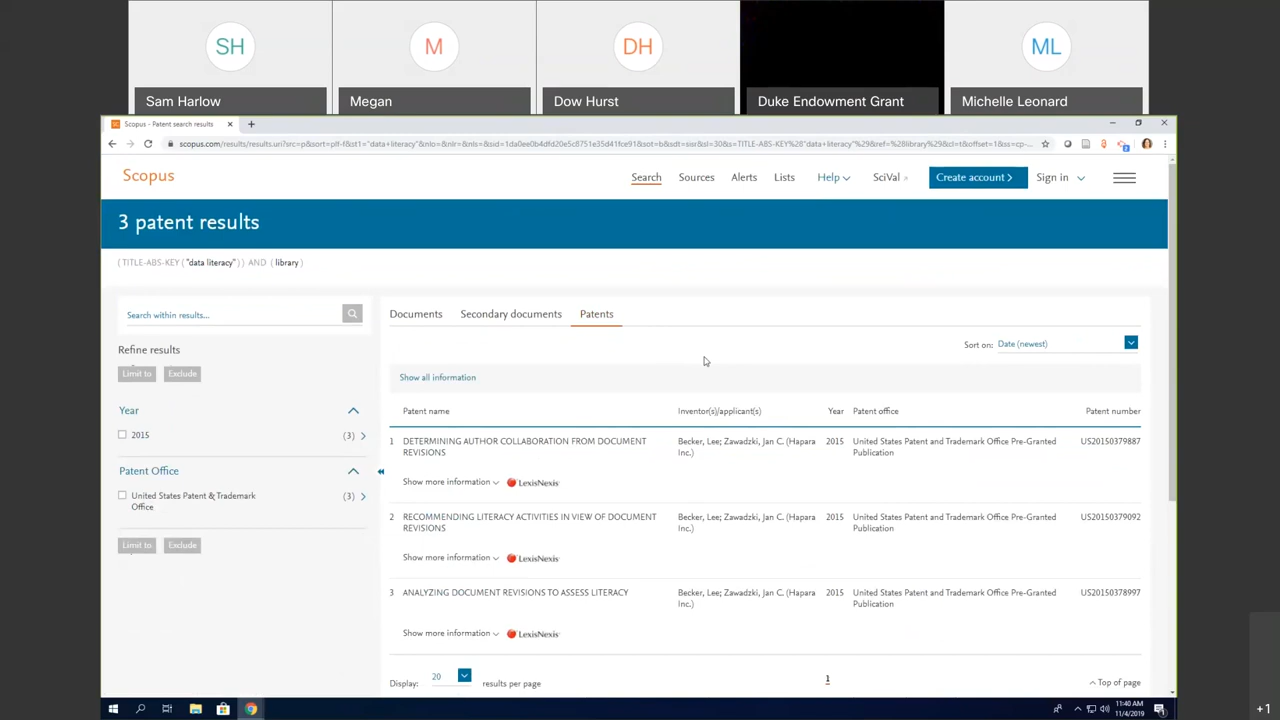 SH
M
DH
ML
Sam Harlow
Megan
Dow Hurst
Duke Endowment Grant
Michelle Leonard
Scopus - Patent search results
Scopus
Search
Sources
Alerts
Lists
Help
SciVal
Create account
Sign in
3 patent results
( TITLE-ABS-KEY ( "data literacy" ) ) AND ( library )
Search within results...
Refine results
Limit to
Exclude
Year
2015
(3)
Patent Office
United States Patent & Trademark
Office
(3)
Limit to
Exclude
Documents
Secondary documents
Patents
Sort on:
Date (newest)
Show all information
Patent name
Inventor(s)/applicant(s)
Year
Patent office
Patent number
1
DETERMINING AUTHOR COLLABORATION FROM DOCUMENT
REVISIONS
Becker, Lee; Zawadzki, Jan C. (Hapara
Inc.)
2015
United States Patent and Trademark Office Pre-Granted
Publication
US20150379887
Show more information
LexisNexis
2
RECOMMENDING LITERACY ACTIVITIES IN VIEW OF DOCUMENT
REVISIONS
Becker, Lee; Zawadzki, Jan C. (Hapara
Inc.)
2015
United States Patent and Trademark Office Pre-Granted
Publication
US20150379092
Show more information
LexisNexis
3
ANALYZING DOCUMENT REVISIONS TO ASSESS LITERACY
Becker, Lee; Zawadzki, Jan C. (Hapara
Inc.)
2015
United States Patent and Trademark Office Pre-Granted
Publication
US20150378997
Show more information
LexisNexis
Display:
20
results per page
1
Top of page
11:40 AM
11/4/2019
+1